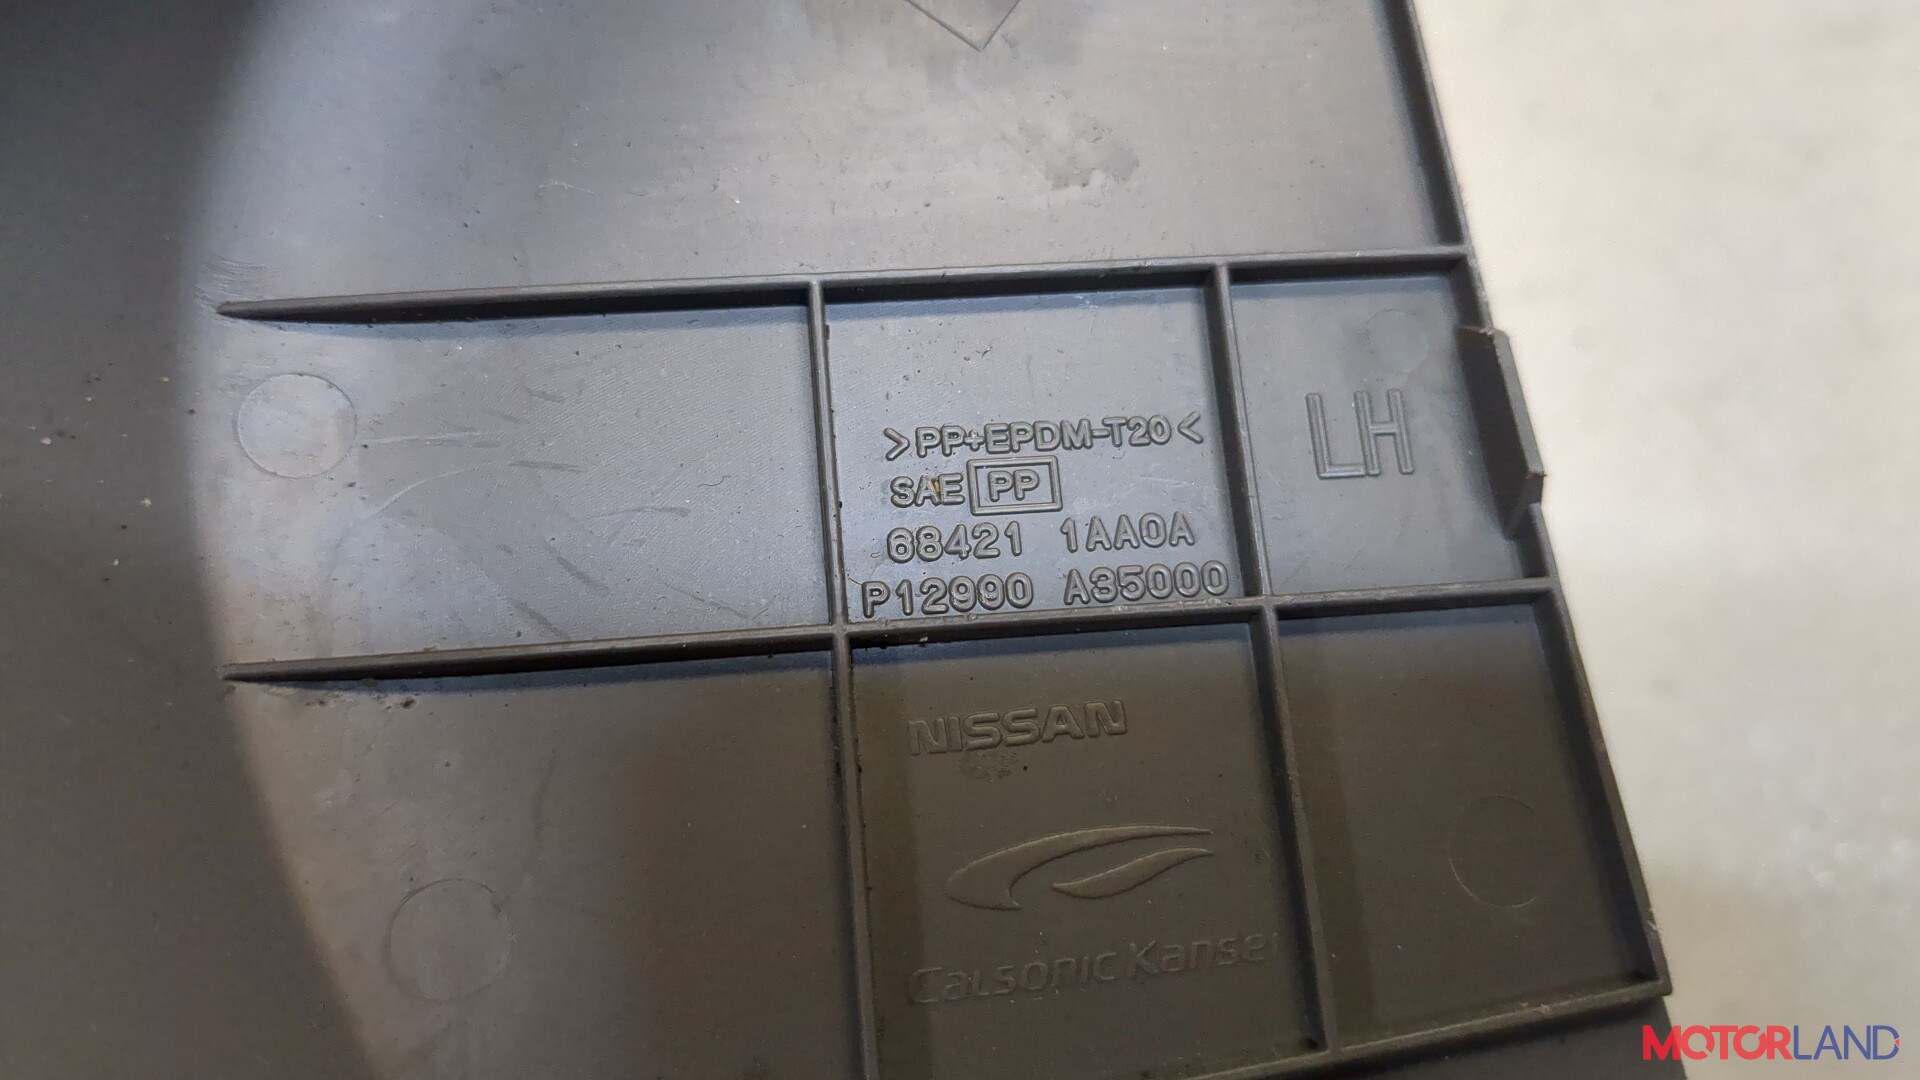 >PP+EPDM-T20<
SAE PP
68421 1AA0A
P12990 A35000
LH
NISSAN
Calsonic Kansei
MOTORLAND